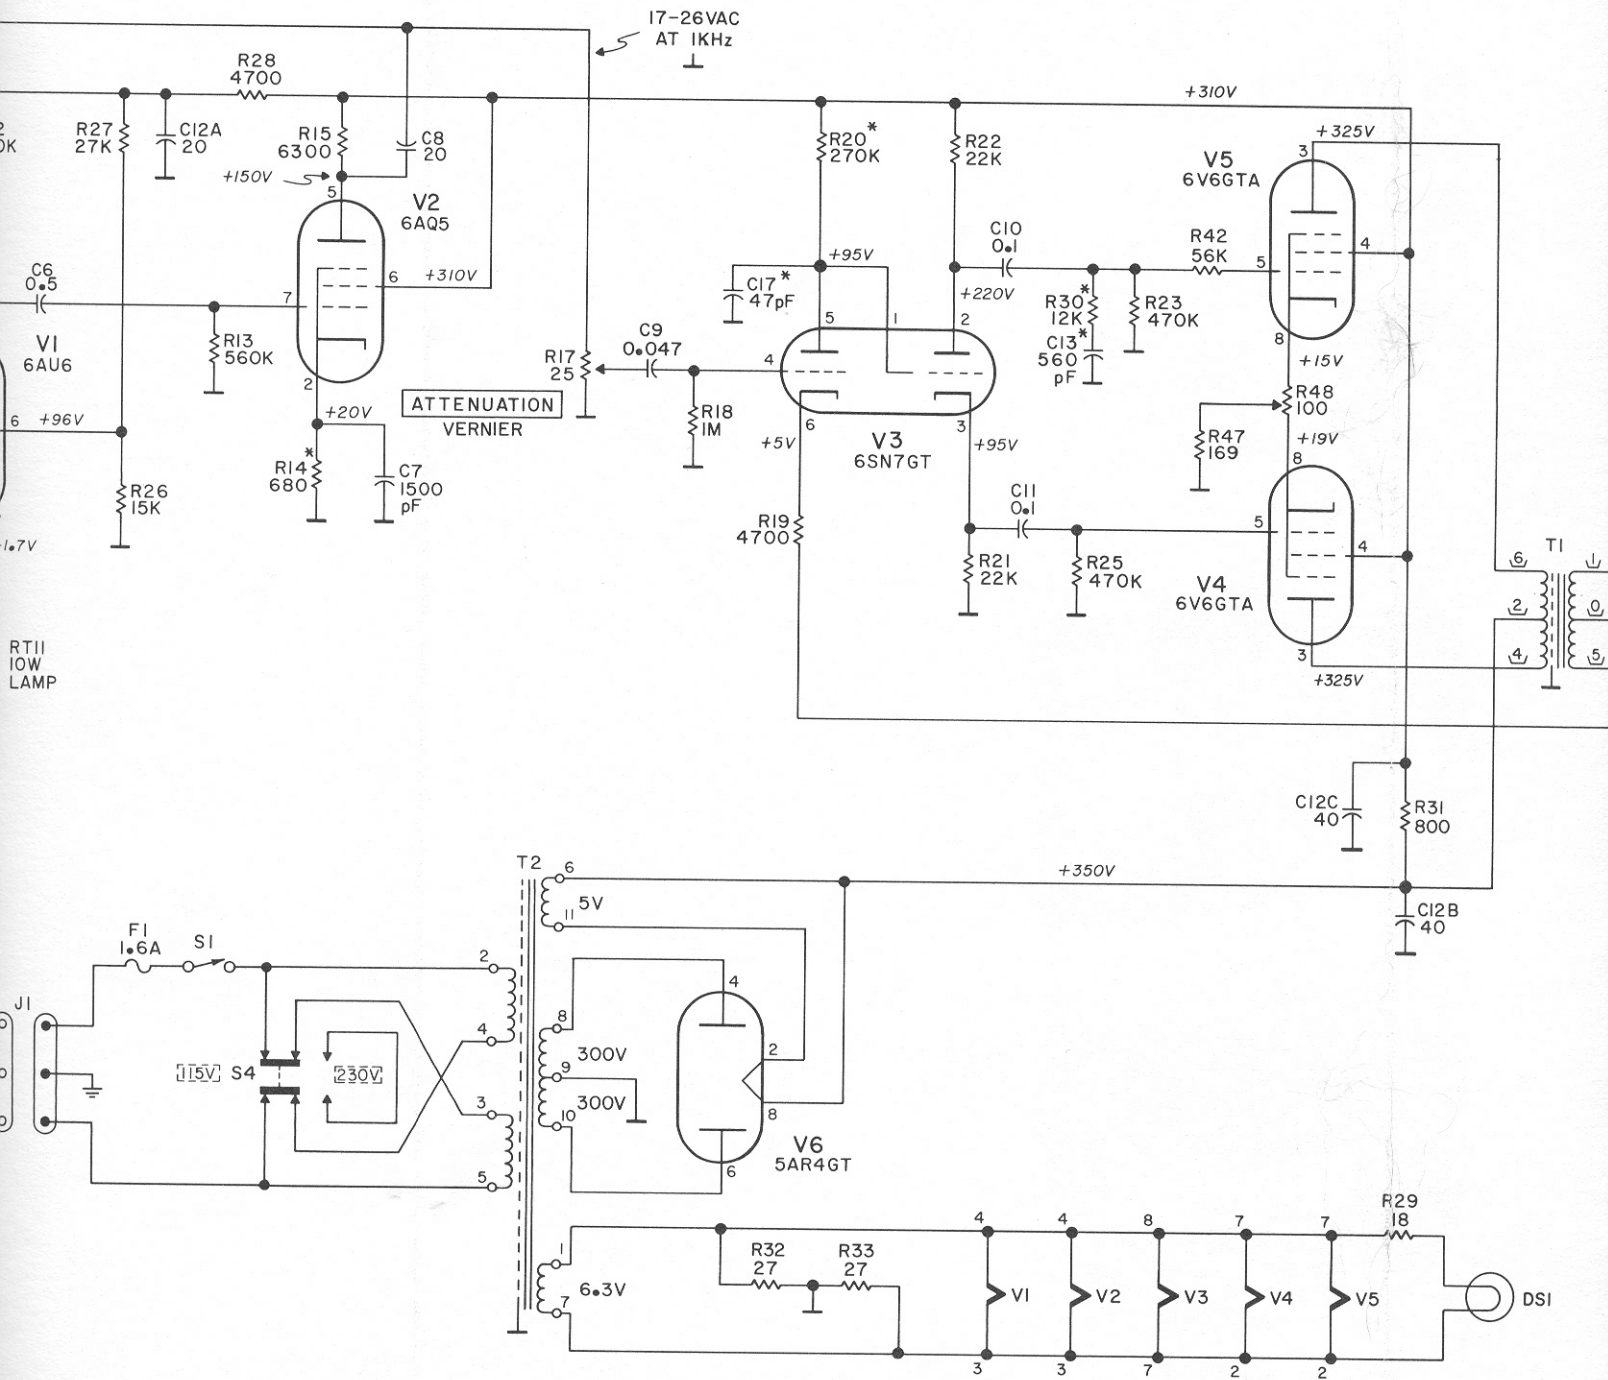 17-26VAC
AT 1KHz
R28
4700
+310V
R27
27K
C12A
20
R15
6300
C8
20
+150V
5
V2
6AQ5
R20*
270K
R22
22K
+325V
3
V5
6V6GTA
C6
0.5
7
6
+310V
+95V
C17*
47pF
C10
0.1
+220V
R42
56K
5
4
V1
6AU6
R13
560K
2
R17
25
C9
0.047
4
5
1
2
*
R30
12K
C13*
560
pF
R23
470K
8
+15V
6
+96V
ATTENUATION
VERNIER
+20V
*
R14
680
C7
1500
pF
R18
1M
+5V
6
V3
6SN7GT
3
+95V
R48
100
R47
169
+19V
8
R26
15K
-1.7V
R19
4700
C11
0.1
R21
22K
R25
470K
5
4
V4
6V6GTA
3
+325V
T1
6
2
4
1
0
5
RT11
10W
LAMP
C12C
40
R31
800
T2
6
5V
11
+350V
C12B
40
F1
1.6A
S1
J1
2
4
3
5
115V
S4
230V
8
300V
9
300V
10
4
2
8
6
V6
5AR4GT
1
6.3V
7
R32
27
R33
27
4
4
8
7
7
R29
18
V1
V2
V3
V4
V5
DS1
3
3
7
2
2